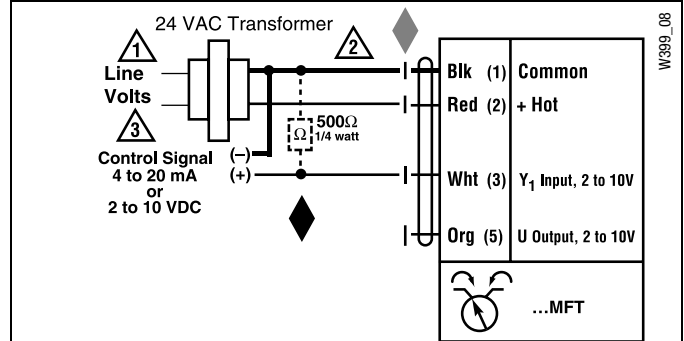 24 VAC Transformer
1
2
Line
Volts
3
Control Signal
4 to 20 mA
or
2 to 10 VDC
(–)
(+)
Ω
500Ω
1/4 watt
Blk (1) Common
Red (2) + Hot
Wht (3) Y₁ Input, 2 to 10V
Org (5) U Output, 2 to 10V
...MFT
W399_08